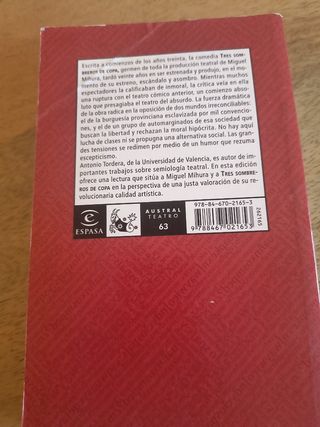 Escrita a comienzos de los años treinta, la comedia TRES SOM-
BREROS DE COPA, germen de toda la producción teatral de Miguel
Mihura, tardó veinte años en ser estrenada y produjo, en el mo-
mento de su estreno, escándalo y asombro. Mientras muchos
espectadores la calificaban de inmoral, la crítica veía en ella
una ruptura con el teatro cómico anterior, un comienzo abso-
luto que presagiaba el teatro del absurdo. La fuerza dramática
de la obra radica en la oposición de dos mundos irreconciliables:
el de la burguesía provinciana esclavizada por mil convencio-
nes, y el de un grupo de automarginados de esa sociedad que
buscan la libertad y rechazan la moral hipócrita. No hay aquí
lucha de clases ni se propugna una alternativa social. Las gran-
des tensiones se redimen por medio de un humor que rezuma
escepticismo.
Antonio Tordera, de la Universidad de Valencia, es autor de im-
portantes trabajos sobre semiología teatral. En esta edición
ofrece una lectura que sitúa a Miguel Mihura y a TRES SOMBRE-
ROS DE COPA en la perspectiva de una justa valoración de su re-
volucionaria calidad artística.
ESPASA
AUSTRAL
TEATRO
63
978-84-670-2165-3
9 788467 021653
262165